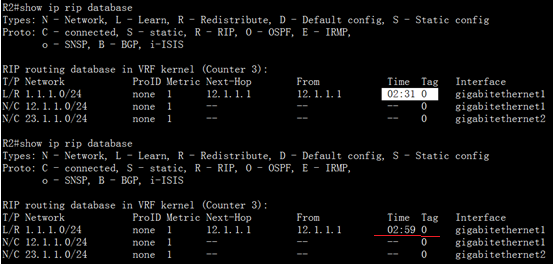 R2#show ip rip database
Types: N - Network, L - Learn, R - Redistribute, D - Default config, S - Static config
Proto: C - connected, S - static, R - RIP, O - OSPF, E - IRMP,
o - SNSP, B - BGP, i-ISIS
RIP routing database in VRF kernel (Counter 3):
T/P Network ProID Metric Next-Hop From Time Tag Interface
L/R 1.1.1.0/24 none 1 12.1.1.1 12.1.1.1 02:31 0 gigabitethernet1
N/C 12.1.1.0/24 none 1 -- -- -- 0 gigabitethernet1
N/C 23.1.1.0/24 none 1 -- -- -- 0 gigabitethernet2
R2#show ip rip database
Types: N - Network, L - Learn, R - Redistribute, D - Default config, S - Static config
Proto: C - connected, S - static, R - RIP, O - OSPF, E - IRMP,
o - SNSP, B - BGP, i-ISIS
RIP routing database in VRF kernel (Counter 3):
T/P Network ProID Metric Next-Hop From Time Tag Interface
L/R 1.1.1.0/24 none 1 12.1.1.1 12.1.1.1 02:59 0 gigabitethernet1
N/C 12.1.1.0/24 none 1 -- -- -- 0 gigabitethernet1
N/C 23.1.1.0/24 none 1 -- -- -- 0 gigabitethernet2